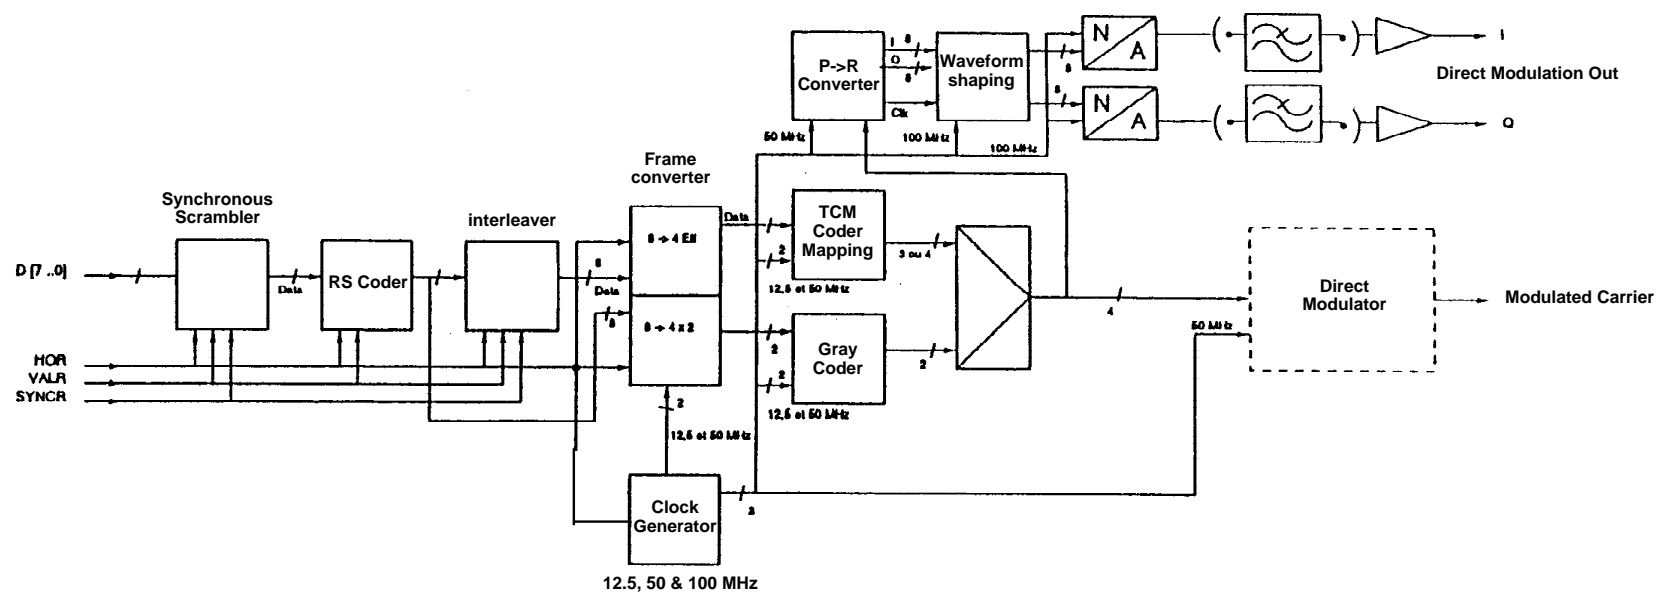 P->R
Converter
I
8
Q
8
Clk
Waveform
shaping
8
8
N
A
N
A
I
Direct Modulation Out
Q
50 MHz
100 MHz
100 MHz
Frame
converter
Synchronous
Scrambler
interleaver
D [7 ..0]
Data
RS Coder
8
Data
8
8 -> 4 Eff
8 -> 4 x 2
Data
2
TCM
Coder
Mapping
12,5 et 50 MHz
3 ou 4
2
Gray
Coder
2
12,5 et 50 MHz
2
4
50 MHz
Direct
Modulator
Modulated Carrier
HOR
VALR
SYNCR
2
12,5 et 50 MHz
Clock
Generator
3
12.5, 50 & 100 MHz